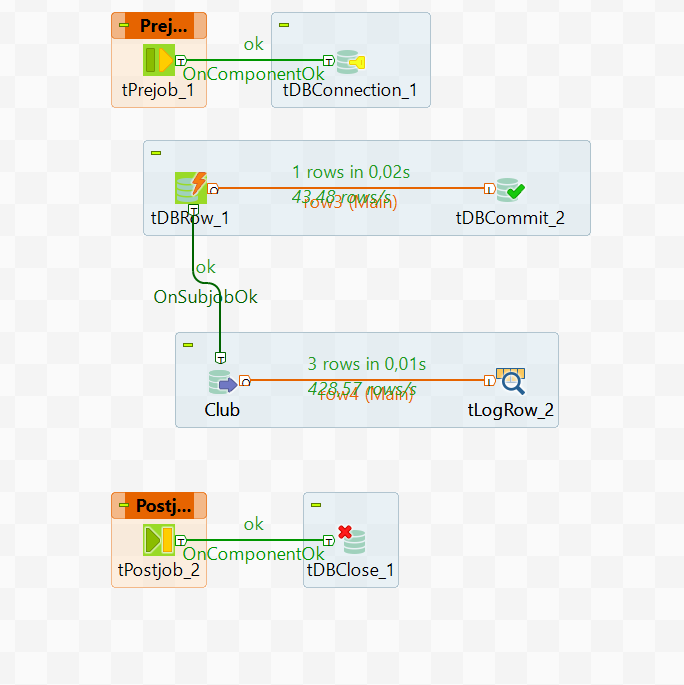 Prej...
ok
OnComponentOk
tPrejob_1
tDBConnection_1
1 rows in 0,02s
43,48 rows/s
row3 (Main)
tDBRow_1
tDBCommit_2
ok
OnSubjobOk
3 rows in 0,01s
428,57 rows/s
row4 (Main)
Club
tLogRow_2
Postj...
ok
OnComponentOk
tPostjob_2
tDBClose_1